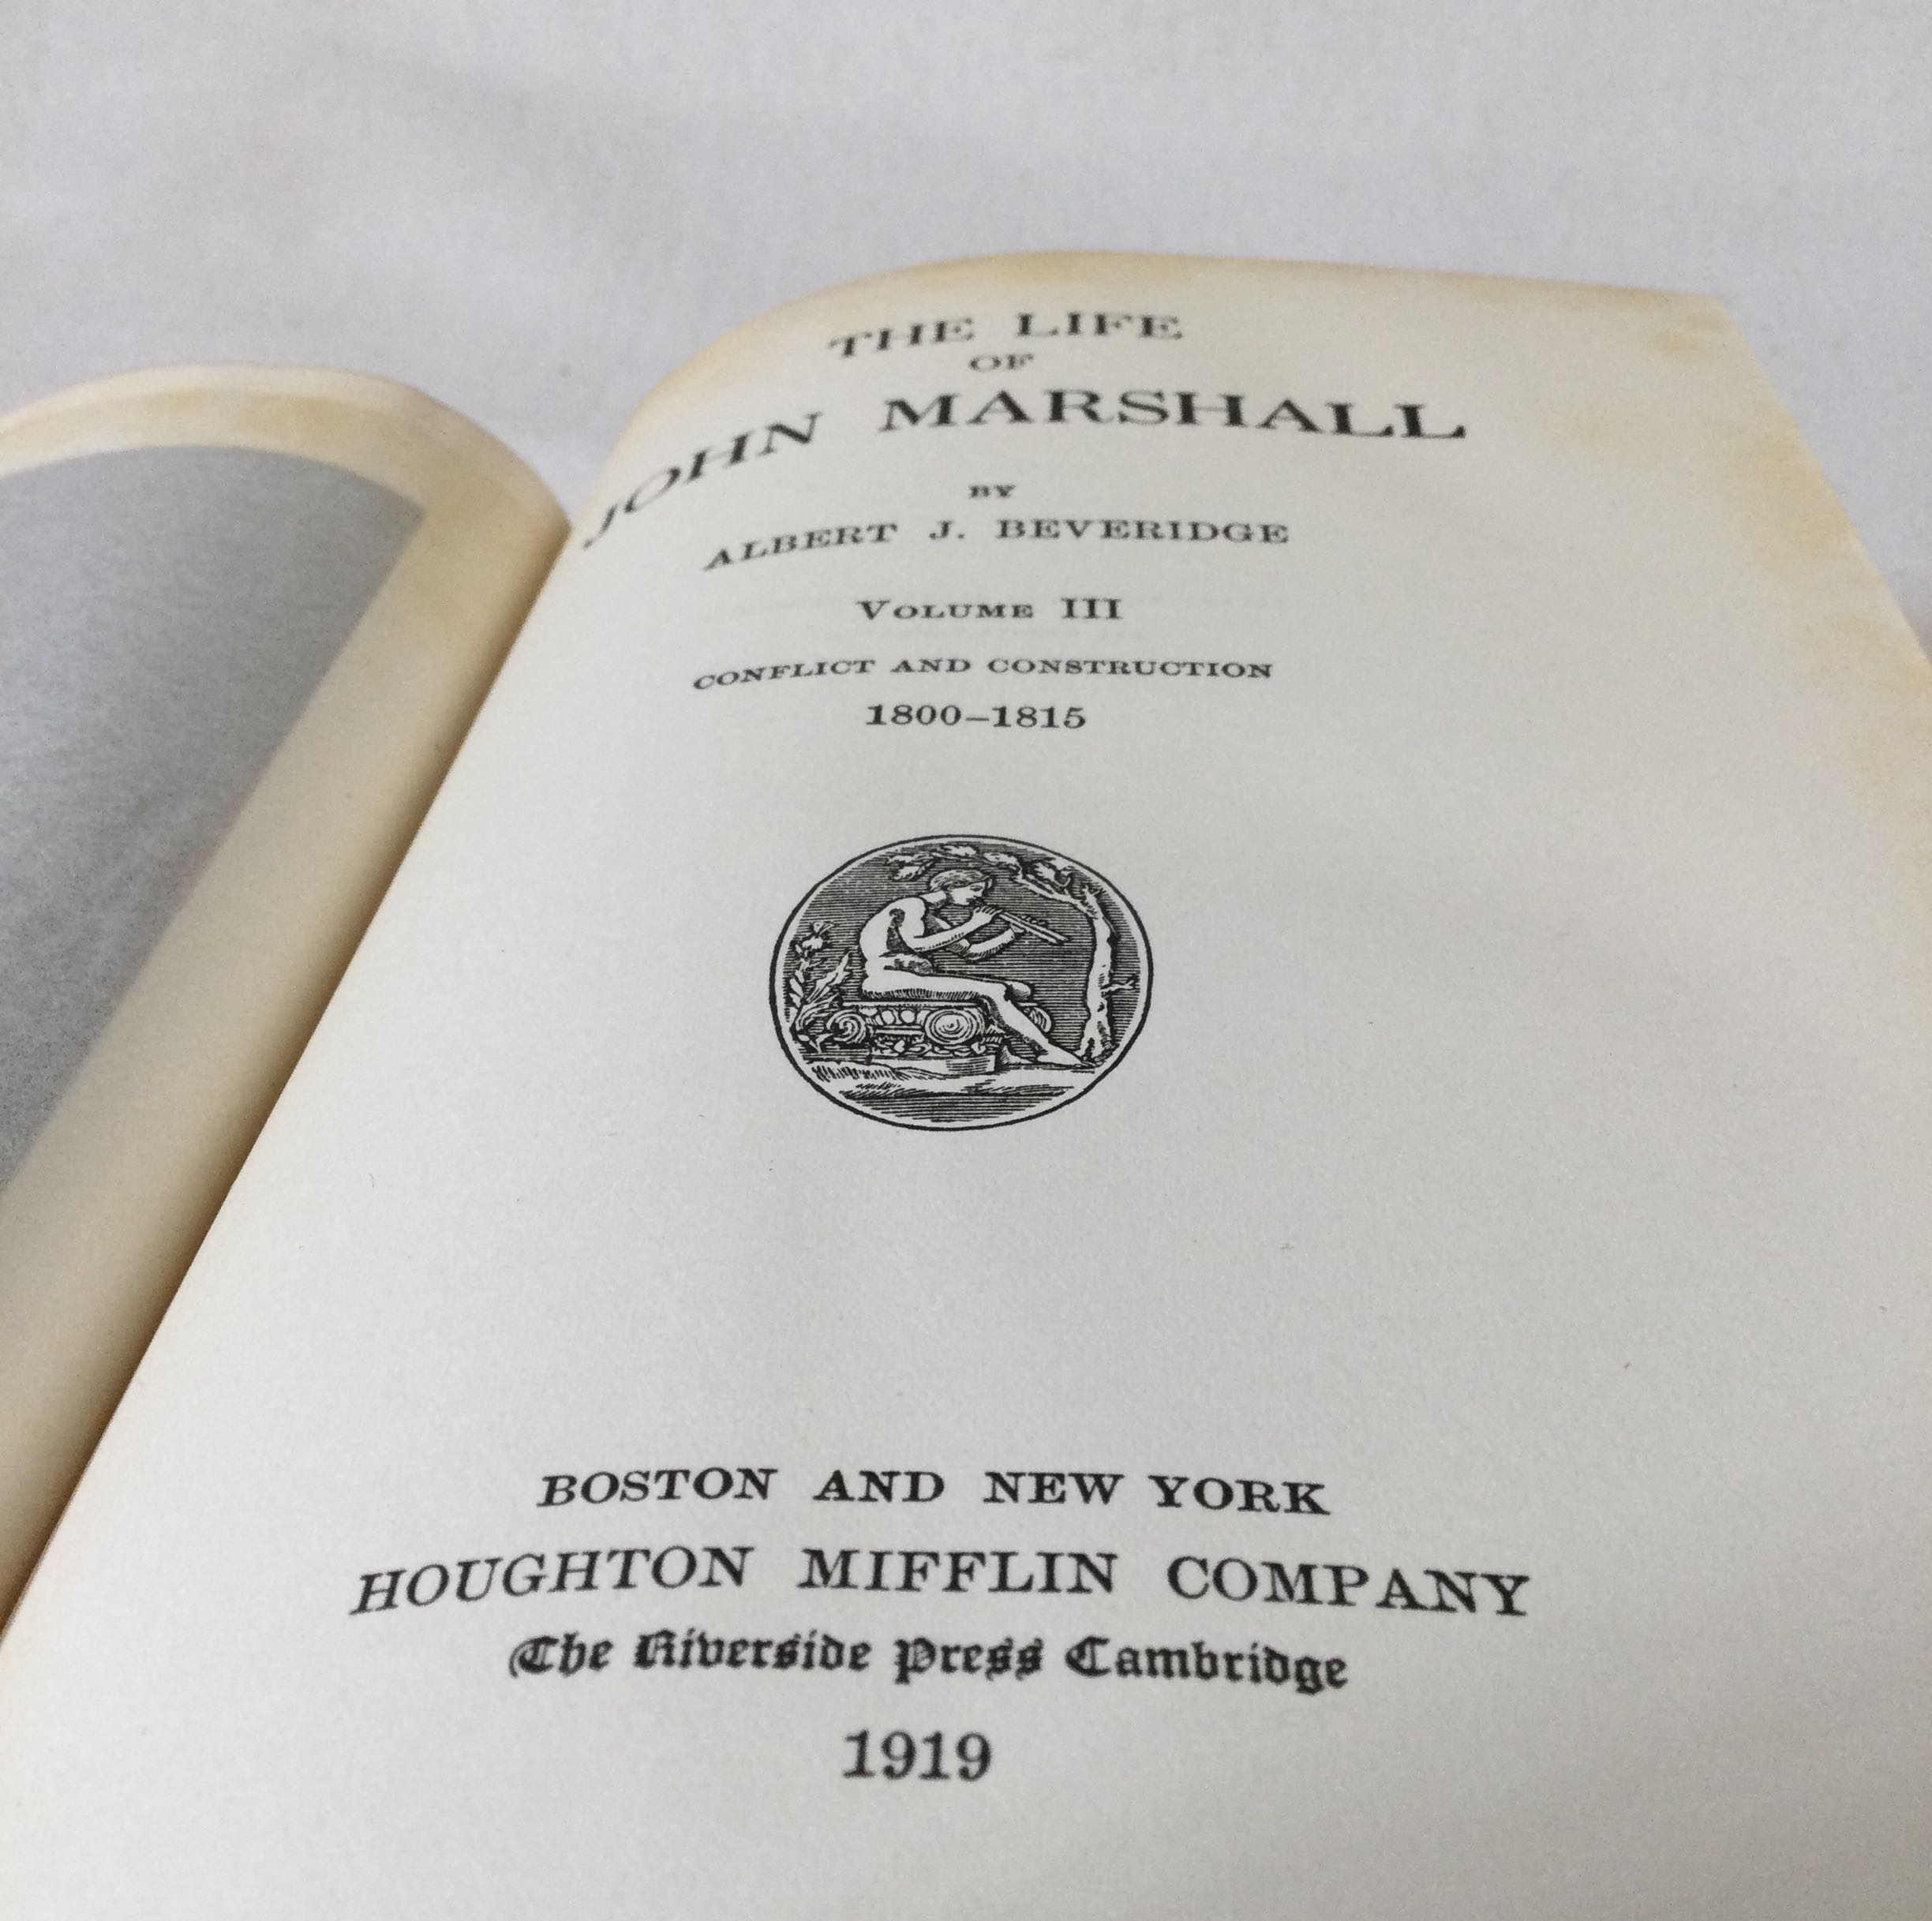 THE LIFE
OF
JOHN MARSHALL
BY
ALBERT J. BEVERIDGE
VOLUME III
CONFLICT AND CONSTRUCTION
1800–1815
BOSTON AND NEW YORK
HOUGHTON MIFFLIN COMPANY
The Riverside Press Cambridge
1919